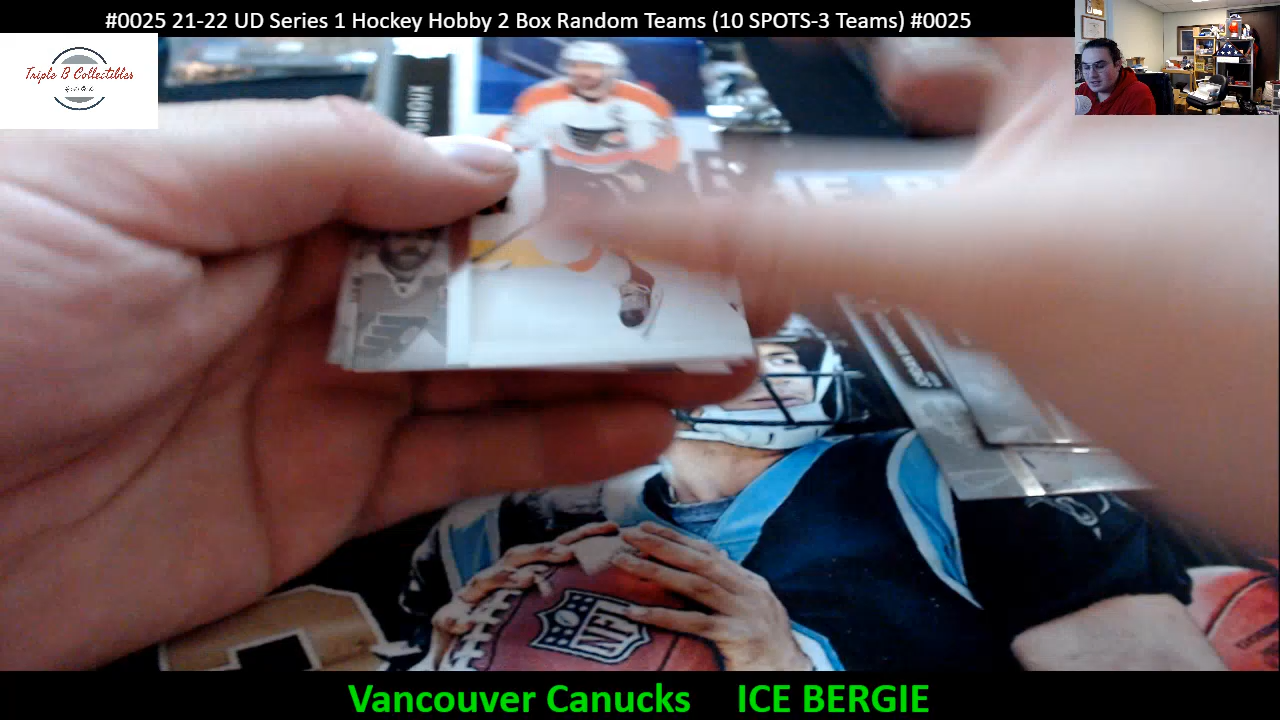 #0025 21-22 UD Series 1 Hockey Hobby 2 Box Random Teams (10 SPOTS-3 Teams) #0025
Triple B Collectibles
NFL
Vancouver Canucks ICE BERGIE